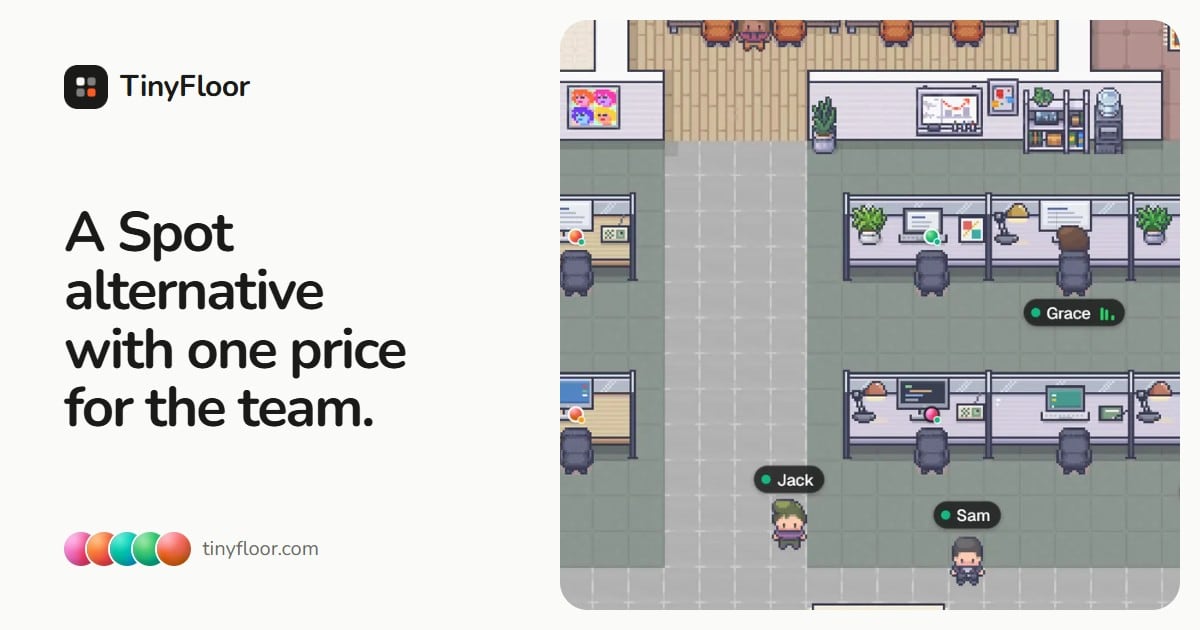 TinyFloor
A Spot
alternative
with one price
for the team.
tinyfloor.com
Grace
Jack
Sam